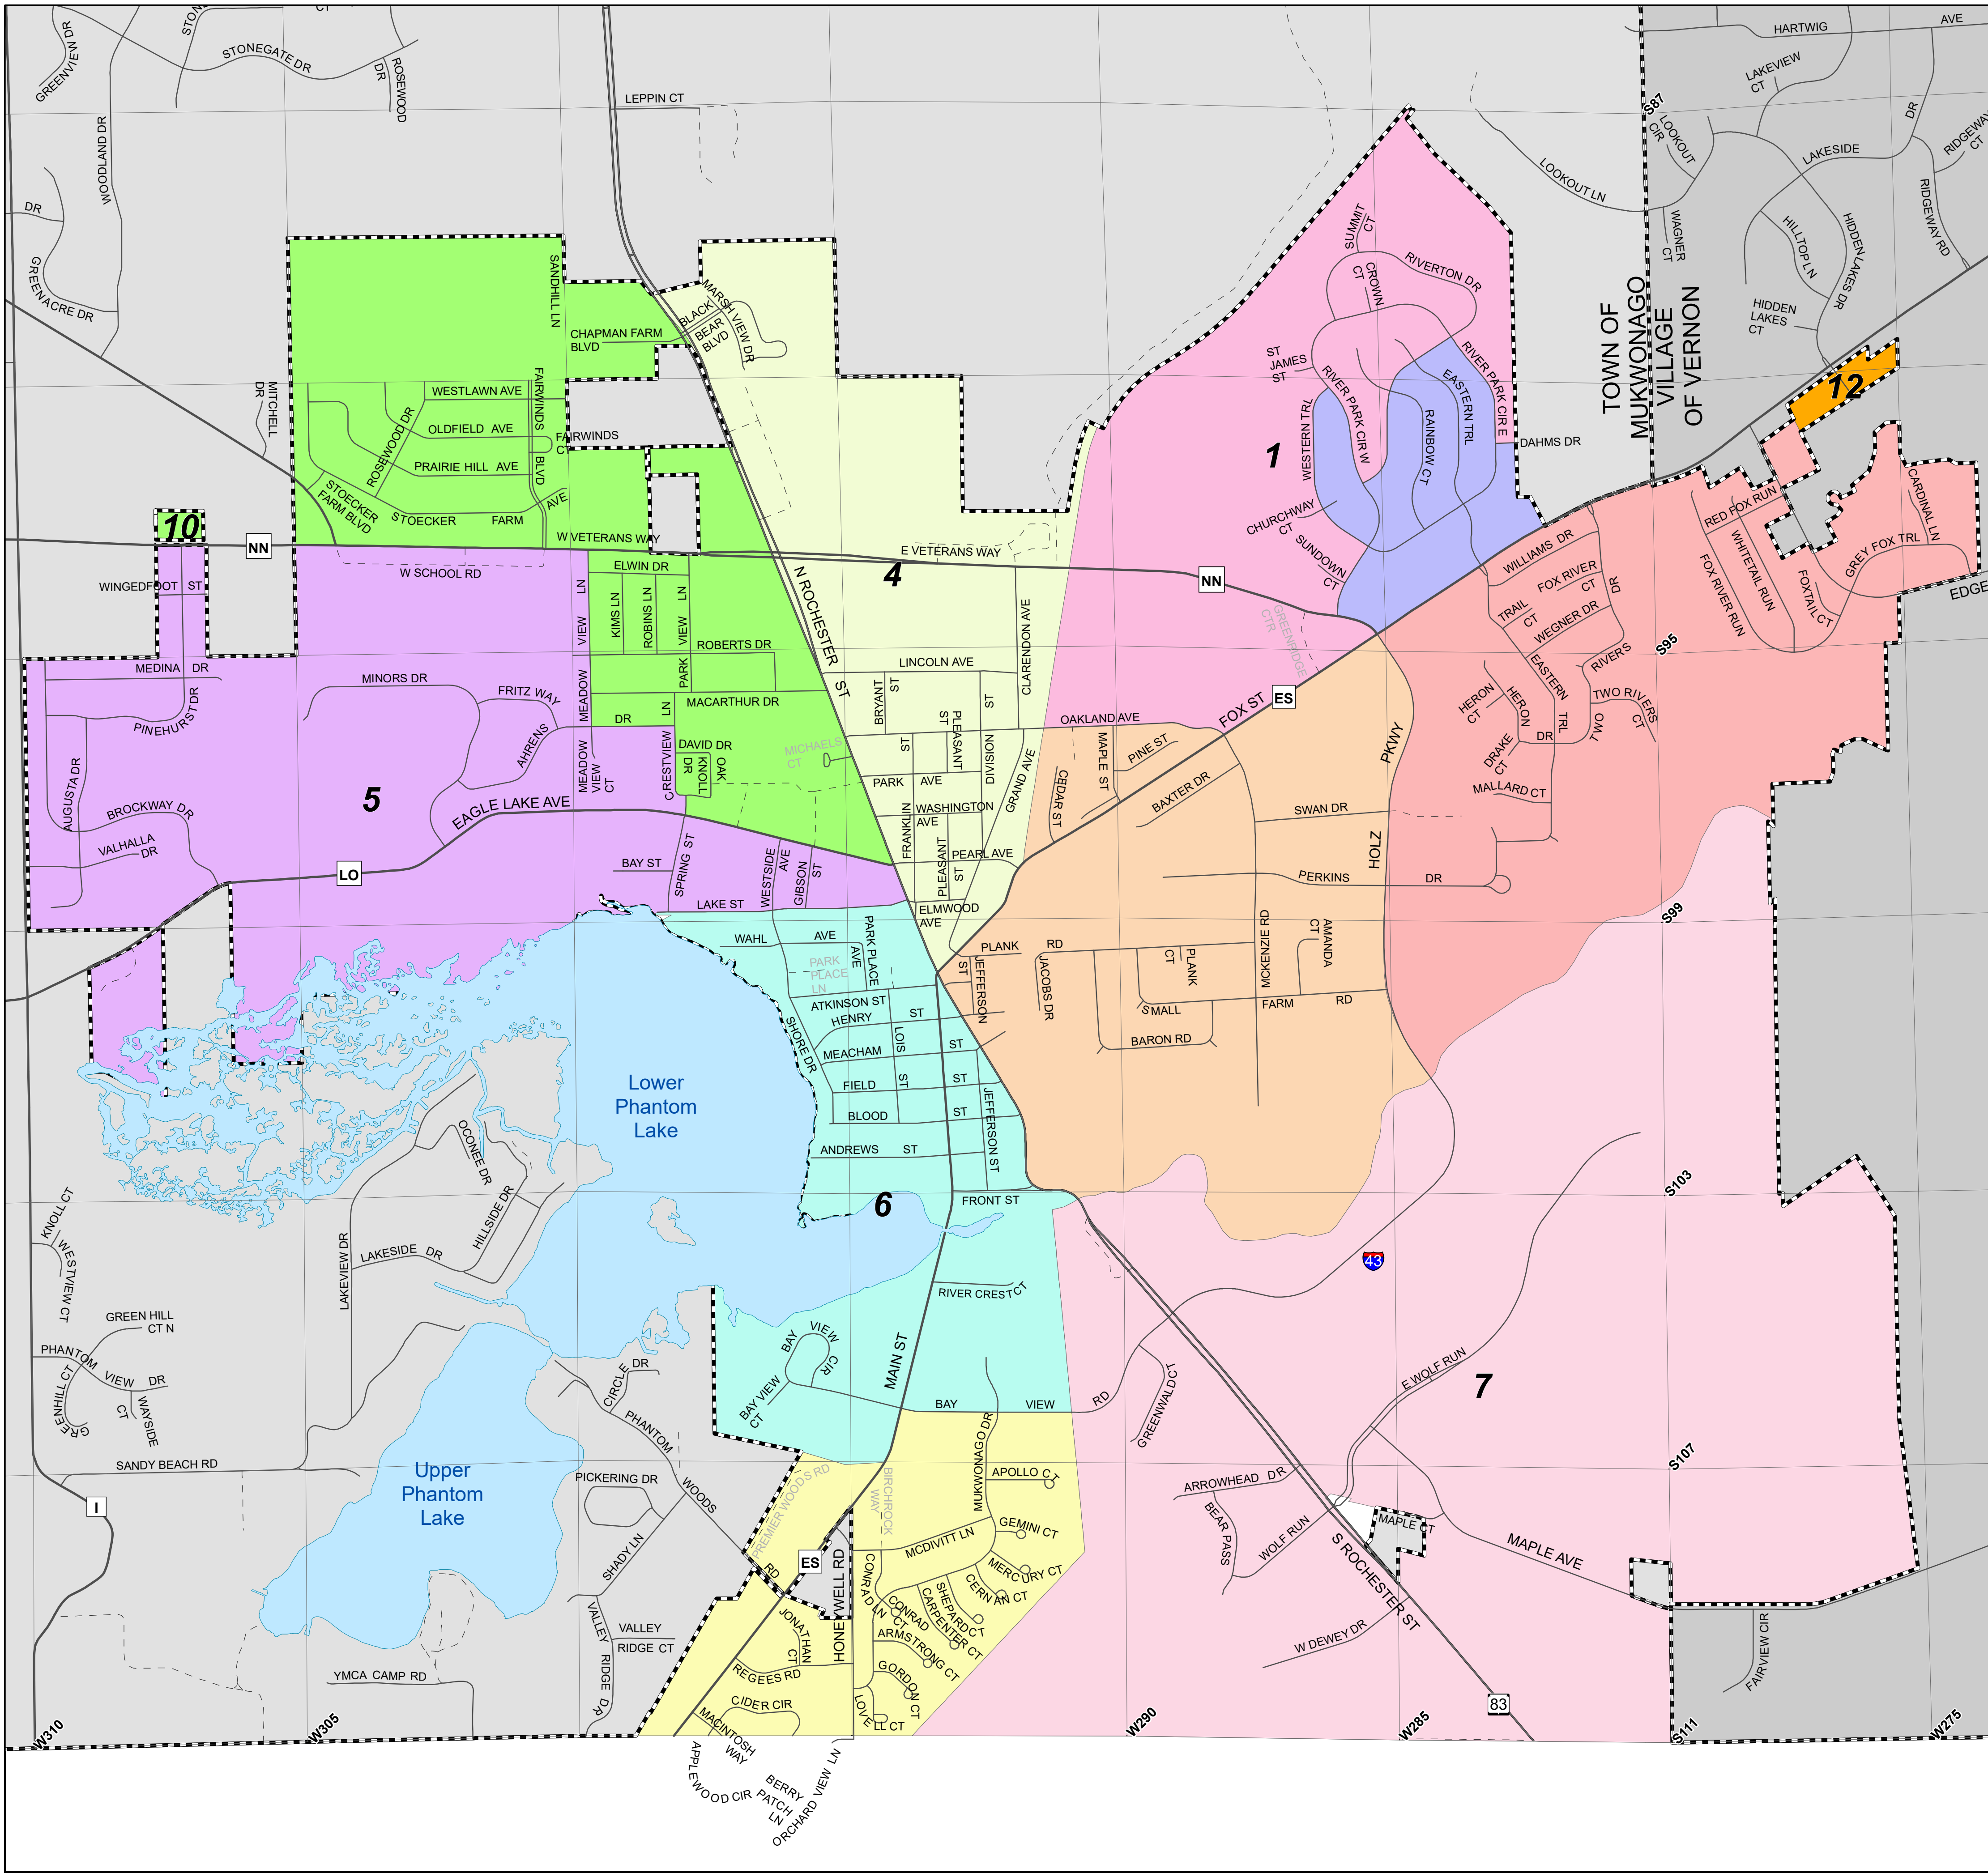 GREENVIEW DR
STONEGATE DR
ROSEWOOD
DR
CT
WOODLAND DR
DR
GREENACRE DR
LEPPIN CT
HARTWIG
AVE
LAKEVIEW
CT
S87
LOOKOUT
CIR
LAKESIDE
DR
RIDGEWAY
CT
RIDGEWAY RD
LOOKOUT LN
WAGNER
CT
HILLTOP LN
HIDDEN LAKES DR
HIDDEN
LAKES
CT
TOWN OF
MUKWONAGO
VILLAGE
OF VERNON
12
SUMMIT
CT
CROWN
CT
RIVERTON DR
ST
JAMES
ST
RIVER PARK CIR W
RIVER PARK CIR E
WESTERN TRL
EASTERN TRL
RAINBOW CT
DAHMS DR
1
CHURCHWAY
CT
SUNDOWN
CT
SANDHILL LN
MARSH VIEW DR
BLACK
BEAR
BLVD
CHAPMAN FARM
BLVD
MITCHELL
DR
WESTLAWN AVE
FAIRWINDS
BLVD
OLDFIELD AVE
FAIRWINDS
CT
ROSEWOOD DR
PRAIRIE HILL AVE
STOECKER
FARM BLVD
STOECKER FARM AVE
10
NN
W VETERANS WAY
E VETERANS WAY
NN
W SCHOOL RD
WINGEDFOOT ST
ELWIN DR
KIMS LN
ROBINS LN
MEADOW VIEW LN
PARK VIEW LN
ROBERTS DR
N ROCHESTER ST
4
CLARENDON AVE
GREENRIDGE
CTR
WILLIAMS DR
FOX RIVER
CT
TRAIL
CT
WEGNER DR
RED FOX RUN
WHITETAIL RUN
FOX RIVER RUN
FOXTAIL CT
GREY FOX TRL
CARDINAL LN
EDGE
S95
MEDINA DR
PINEHURST DR
MINORS DR
FRITZ WAY
AHRENS DR
MACARTHUR DR
LINCOLN AVE
BRYANT
ST
PLEASANT
ST
DIVISION ST
OAKLAND AVE
FOX ST
ES
HERON
CT
HERON DR
EASTERN TRL
TWO RIVERS DR
TWO RIVERS
CT
DRAKE
CT
MALLARD CT
MEADOW
VIEW
CT
CRESTVIEW LN
DAVID DR
KNOLL
DR
OAK
MICHAELS
CT
MAPLE ST
PINE ST
BAXTER DR
CEDAR ST
GRAND AVE
PARK AVE
WASHINGTON
AVE
FRANKLIN ST
PLEASANT
ST
PEARL AVE
ELMWOOD
AVE
SWAN DR
HOLZ PKWY
PERKINS DR
AUGUSTA DR
BROCKWAY DR
VALHALLA
DR
5
EAGLE LAKE AVE
LO
BAY ST
SPRING ST
WESTSIDE
AVE
GIBSON
ST
LAKE ST
S99
WAHL AVE
PARK PLACE
AVE
PARK
PLACE
LN
PLANK RD
JEFFERSON
ST
JACOBS DR
PLANK
CT
MCKENZIE RD
AMANDA
CT
SMALL FARM RD
BARON RD
ATKINSON ST
HENRY ST
LOIS ST
MEACHAM ST
SHORE DR
FIELD ST
BLOOD ST
ANDREWS ST
JEFFERSON ST
Lower
Phantom
Lake
6
FRONT ST
S103
OCONEE DR
HILLSIDE DR
LAKEVIEW DR
LAKESIDE DR
KNOLL CT
WESTVIEW CT
GREEN HILL
CT N
PHANTOM VIEW DR
GREENHILL CT
WAYSIDE
CT
43
RIVER CREST CT
BAY VIEW CIR
BAY VIEW
CT
MAIN ST
BAY VIEW RD
GREENWALD CT
E WOLF RUN
7
CIRCLE DR
PHANTOM WOODS RD
S107
SANDY BEACH RD
I
Upper
Phantom
Lake
PICKERING DR
SHADY LN
PREMIER WOODS RD
BIRCHROCK
WAY
MUKWONAGO DR
APOLLO CT
GEMINI CT
MCDIVITT LN
MERCURY CT
CERNAN CT
SHEPARD CT
CARPENTER CT
CONRAD
CT
CONRAD LN
ARMSTRONG CT
GORDON CT
LOVELL CT
ES
HONEYWELL RD
JONATHAN
CT
REGEES RD
CIDER CIR
MACINTOSH
WAY
ARROWHEAD DR
BEAR PASS
WOLF RUN
MAPLE CT
MAPLE AVE
S ROCHESTER ST
W DEWEY DR
83
FAIRVIEW CIR
VALLEY
RIDGE CT
VALLEY RIDGE DR
YMCA CAMP RD
W310
W305
W290
W285
S111
W275
APPLEWOOD CIR
BERRY
PATCH
LN
ORCHARD VIEW LN